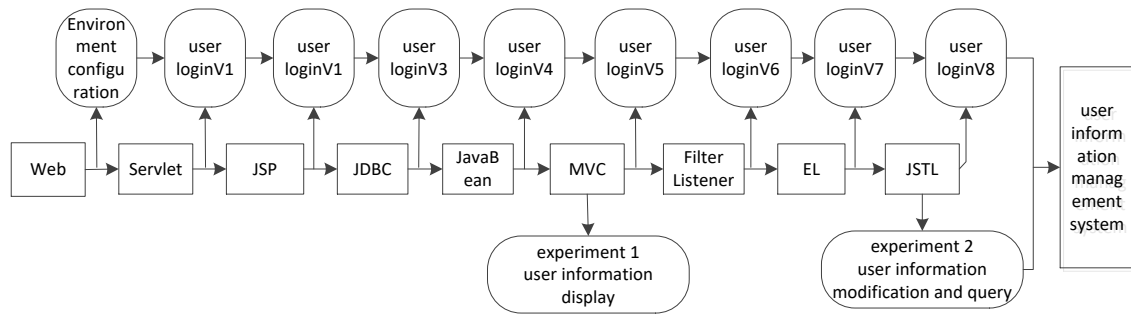 Environ
ment
configu
ration
user
loginV1
user
loginV1
user
loginV3
user
loginV4
user
loginV5
user
loginV6
user
loginV7
user
loginV8
Web
Servlet
JSP
JDBC
JavaB
ean
MVC
Filter
Listener
EL
JSTL
user
inform
ation
manag
ement
system
experiment 1
user information
display
experiment 2
user information
modification and query